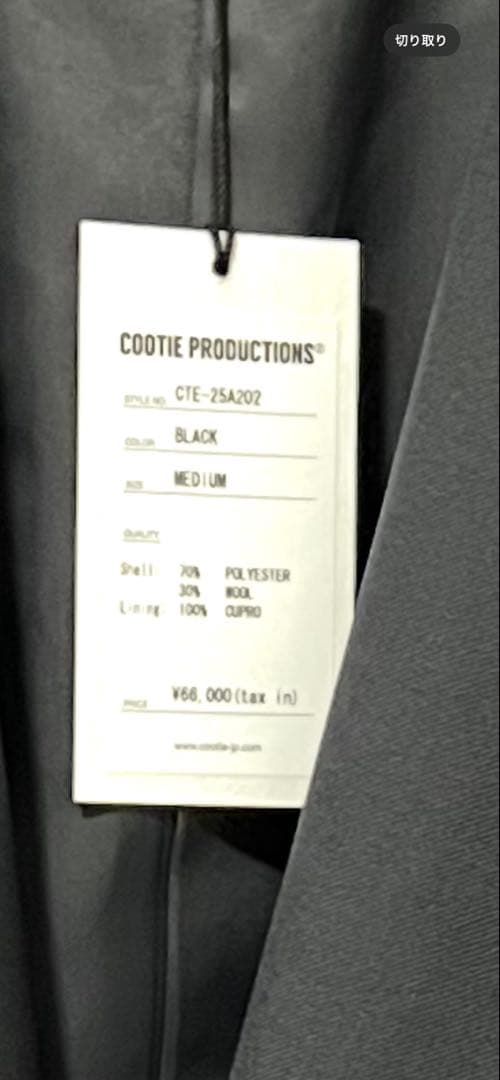 切り取り
COOTIE PRODUCTIONS®
STYLE NO. CTE-25A202
COLOR BLACK
SIZE MEDIUM
QUALITY
Shell: 70% POLYESTER
30% WOOL
Lining: 100% CUPRO
PRICE ¥66,000(tax in)
www.cootie-jp.com